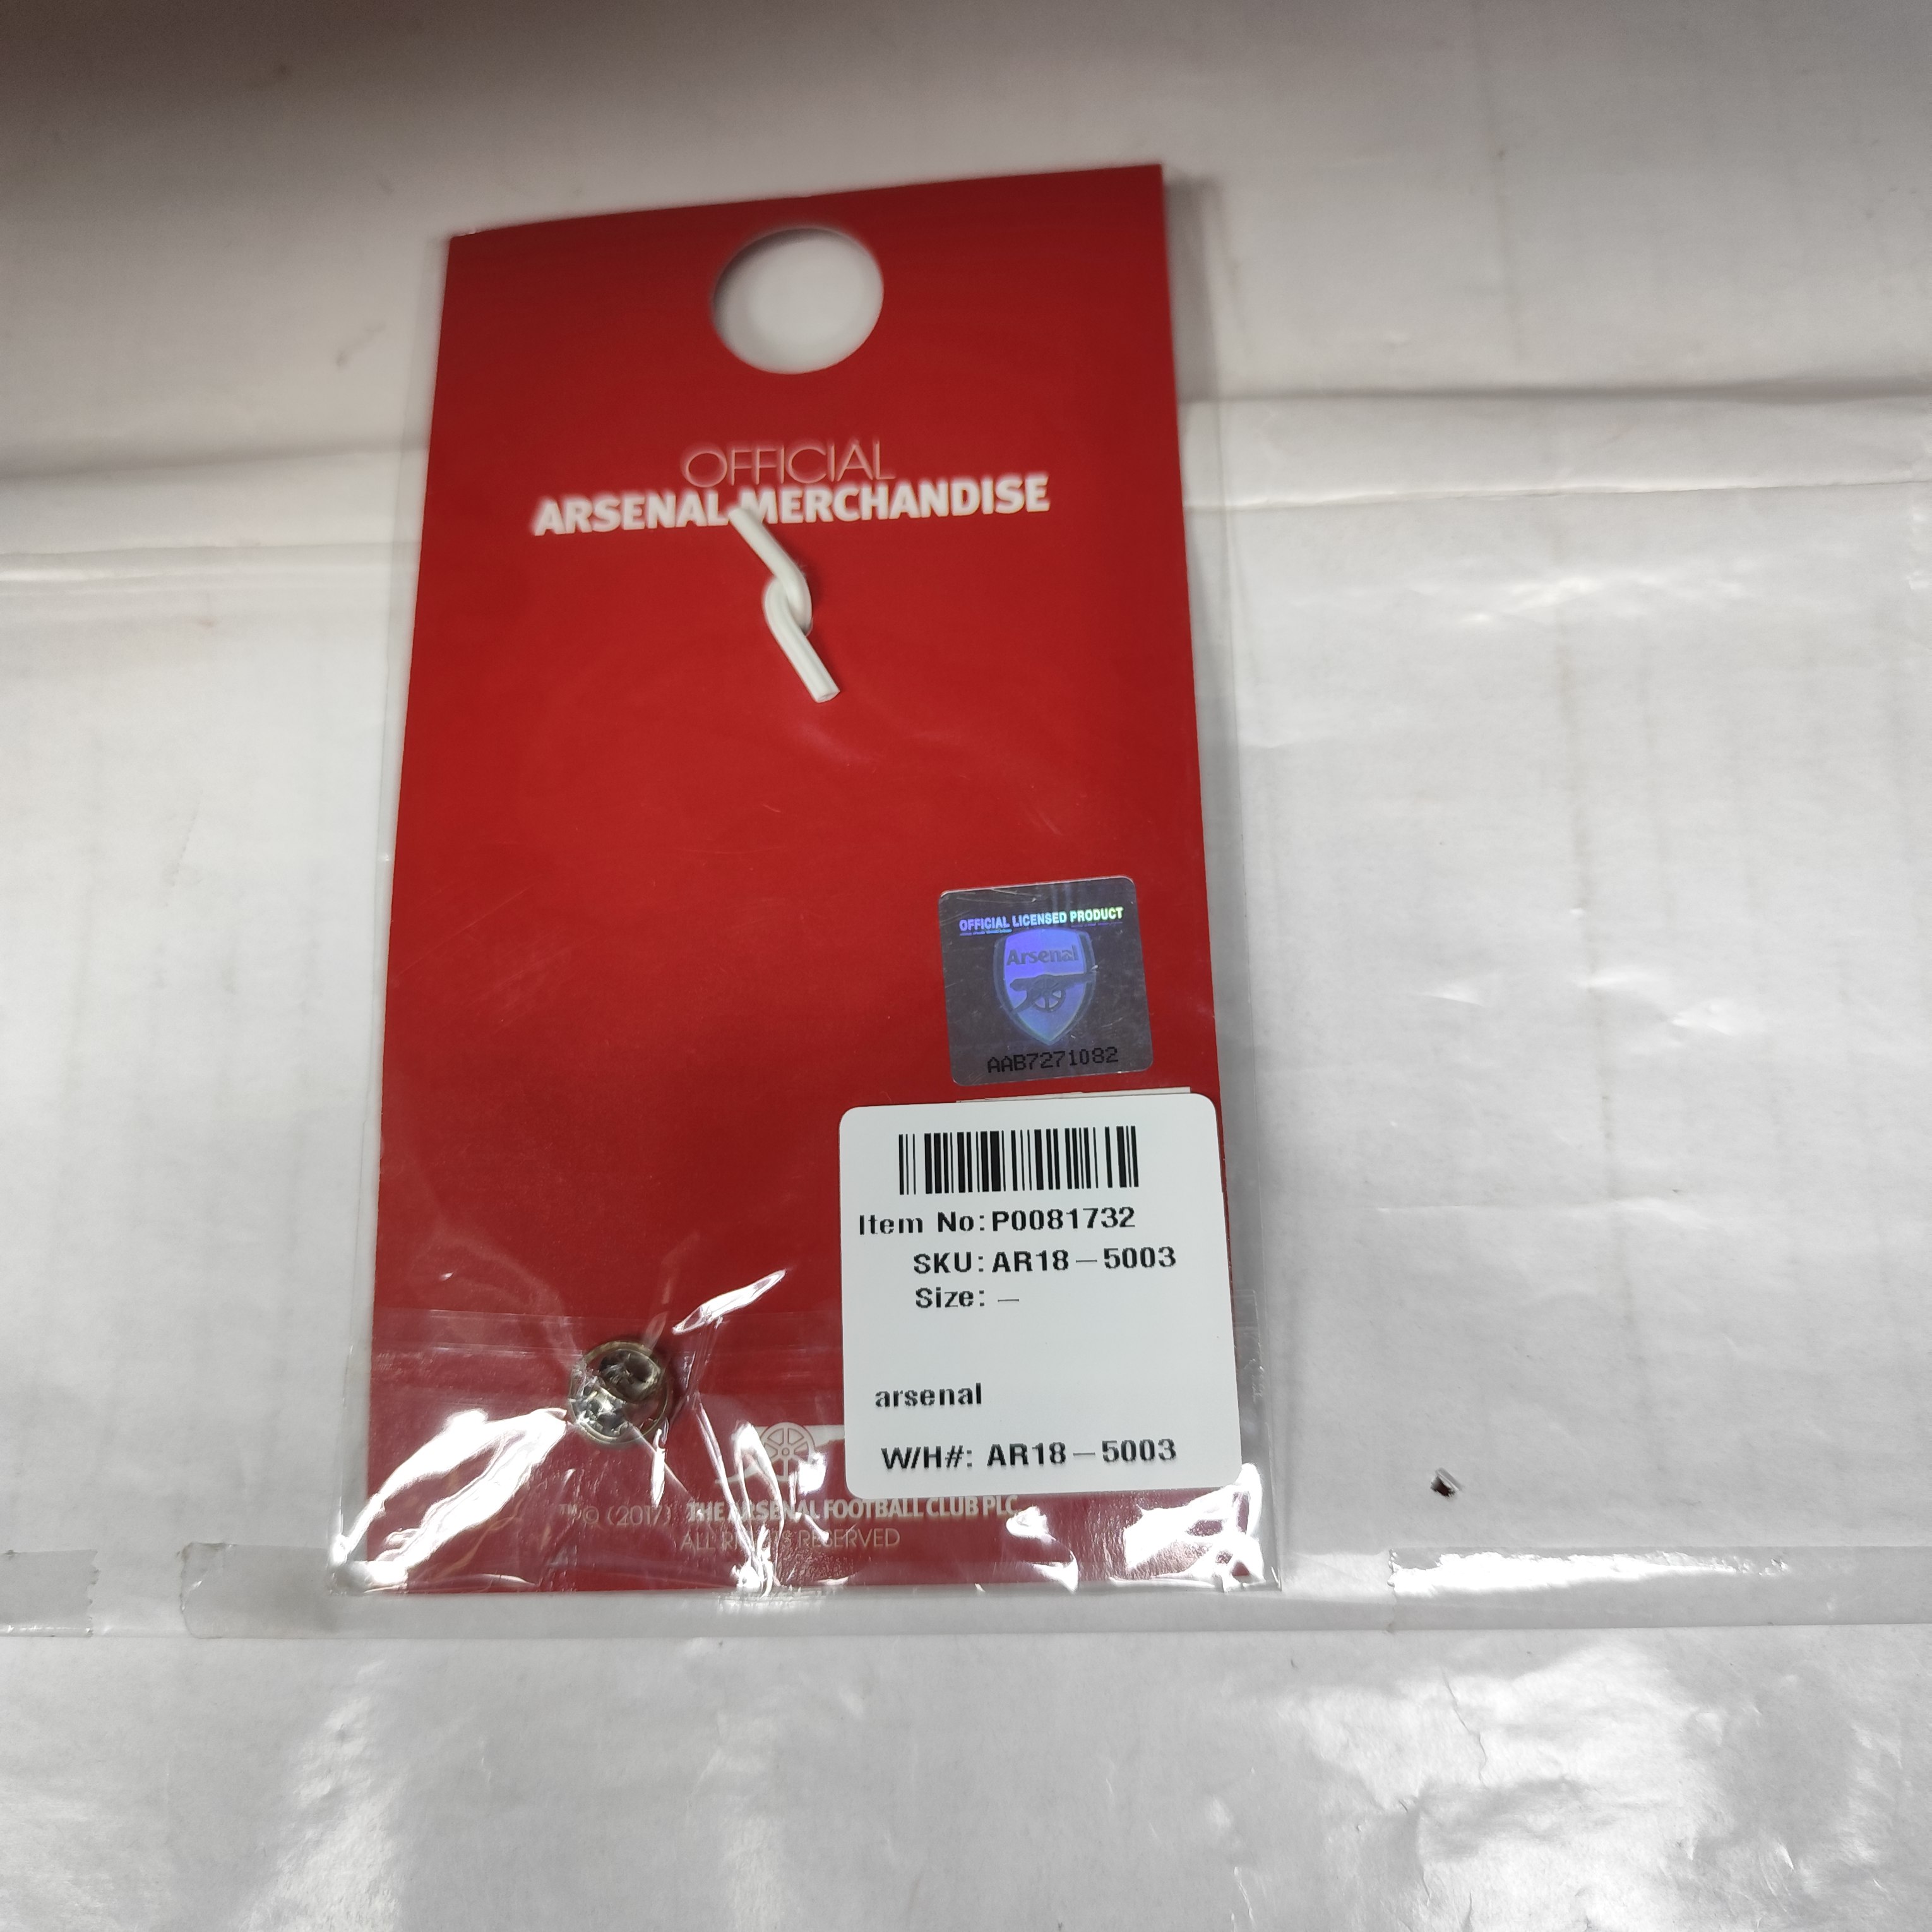 OFFICIAL
ARSENAL MERCHANDISE
OFFICIAL LICENSED PRODUCT
Arsenal
AAB7271082
Item No:P0081732
SKU: AR18-5003
Size: -
arsenal
W/H#: AR18-5003
™© (2017) THE ARSENAL FOOTBALL CLUB PLC
ALL RIGHTS RESERVED